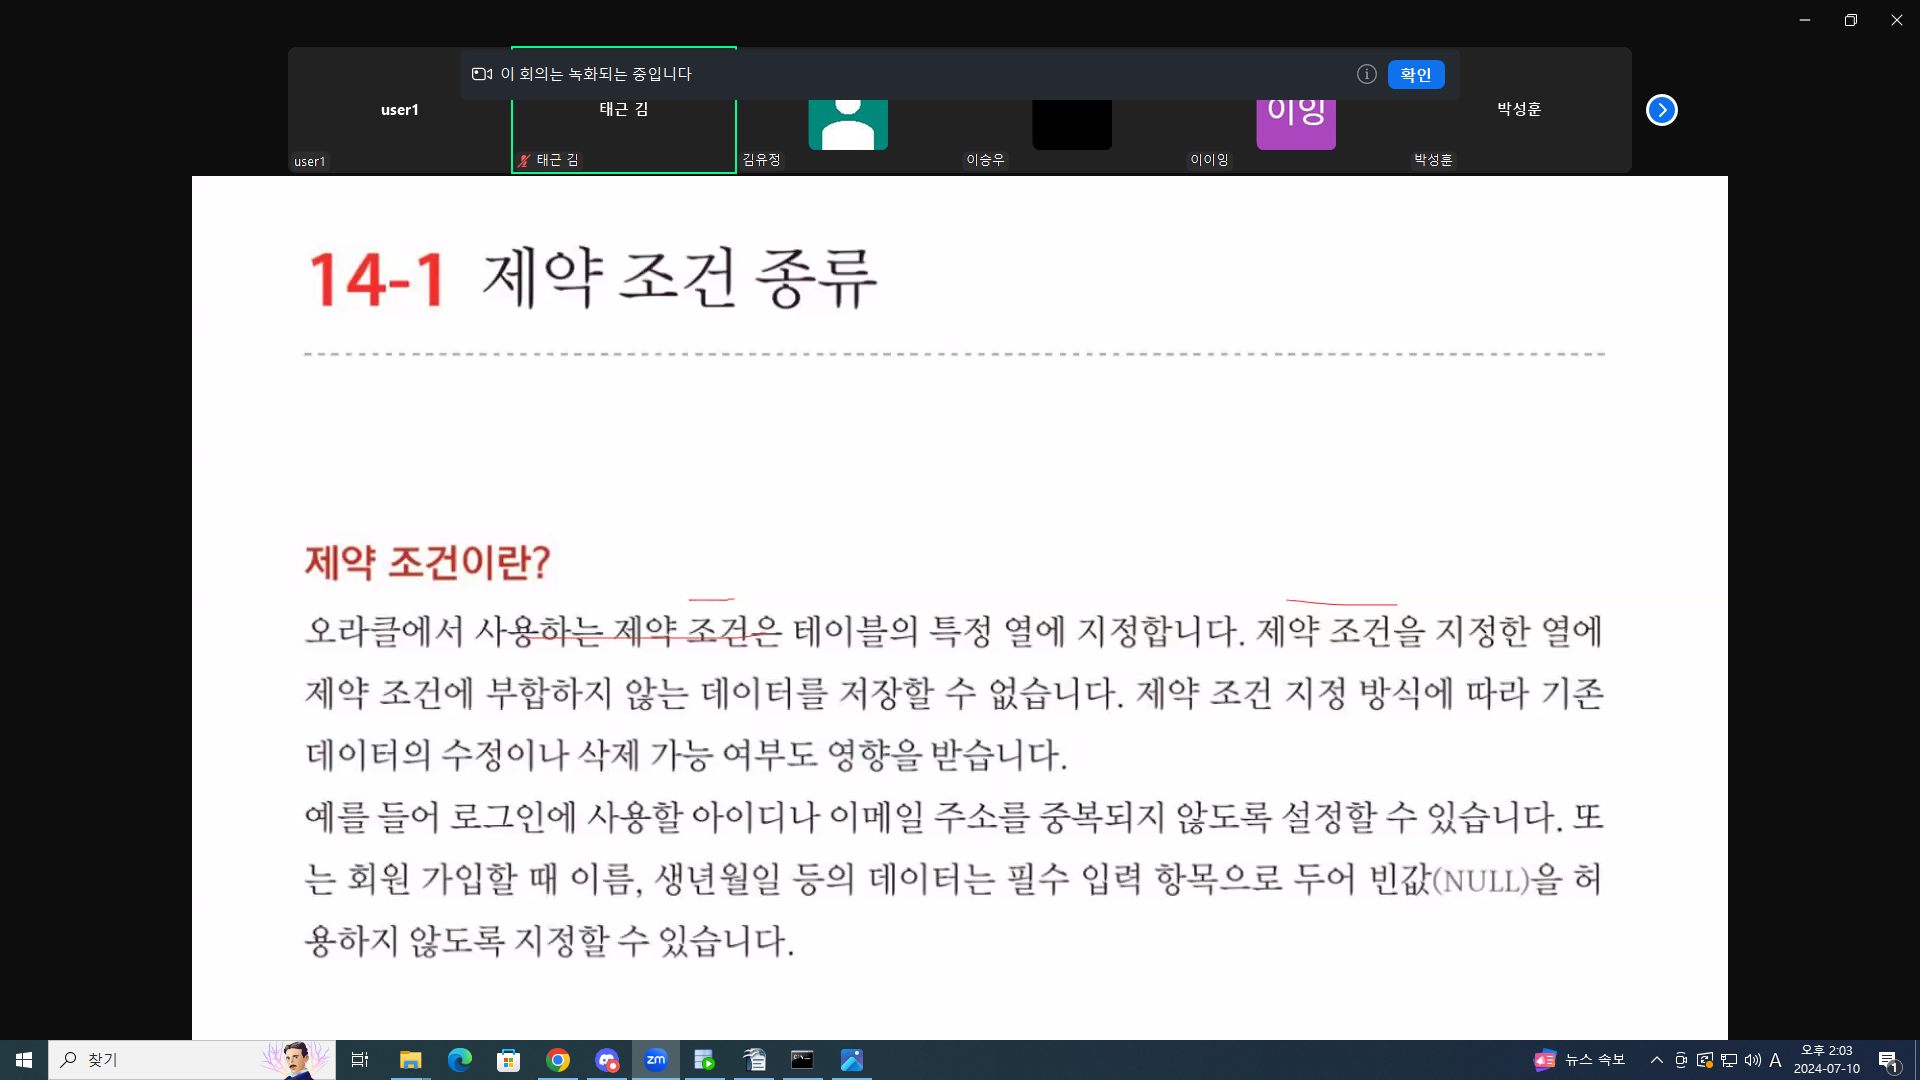 이 회의는 녹화되는 중입니다
확인
user1
태근 김
이잉
박성훈
user1
태근 김
김유정
이승우
이이잉
박성훈
14-1 제약 조건 종류
제약 조건이란?
오라클에서 사용하는 제약 조건은 테이블의 특정 열에 지정합니다. 제약 조건을 지정한 열에
제약 조건에 부합하지 않는 데이터를 저장할 수 없습니다. 제약 조건 지정 방식에 따라 기존
데이터의 수정이나 삭제 가능 여부도 영향을 받습니다.
예를 들어 로그인에 사용할 아이디나 이메일 주소를 중복되지 않도록 설정할 수 있습니다. 또
는 회원 가입할 때 이름, 생년월일 등의 데이터는 필수 입력 항목으로 두어 빈값(NULL)을 허
용하지 않도록 지정할 수 있습니다.
찾기
zm
뉴스 속보
A
오후 2:03
2024-07-10
1